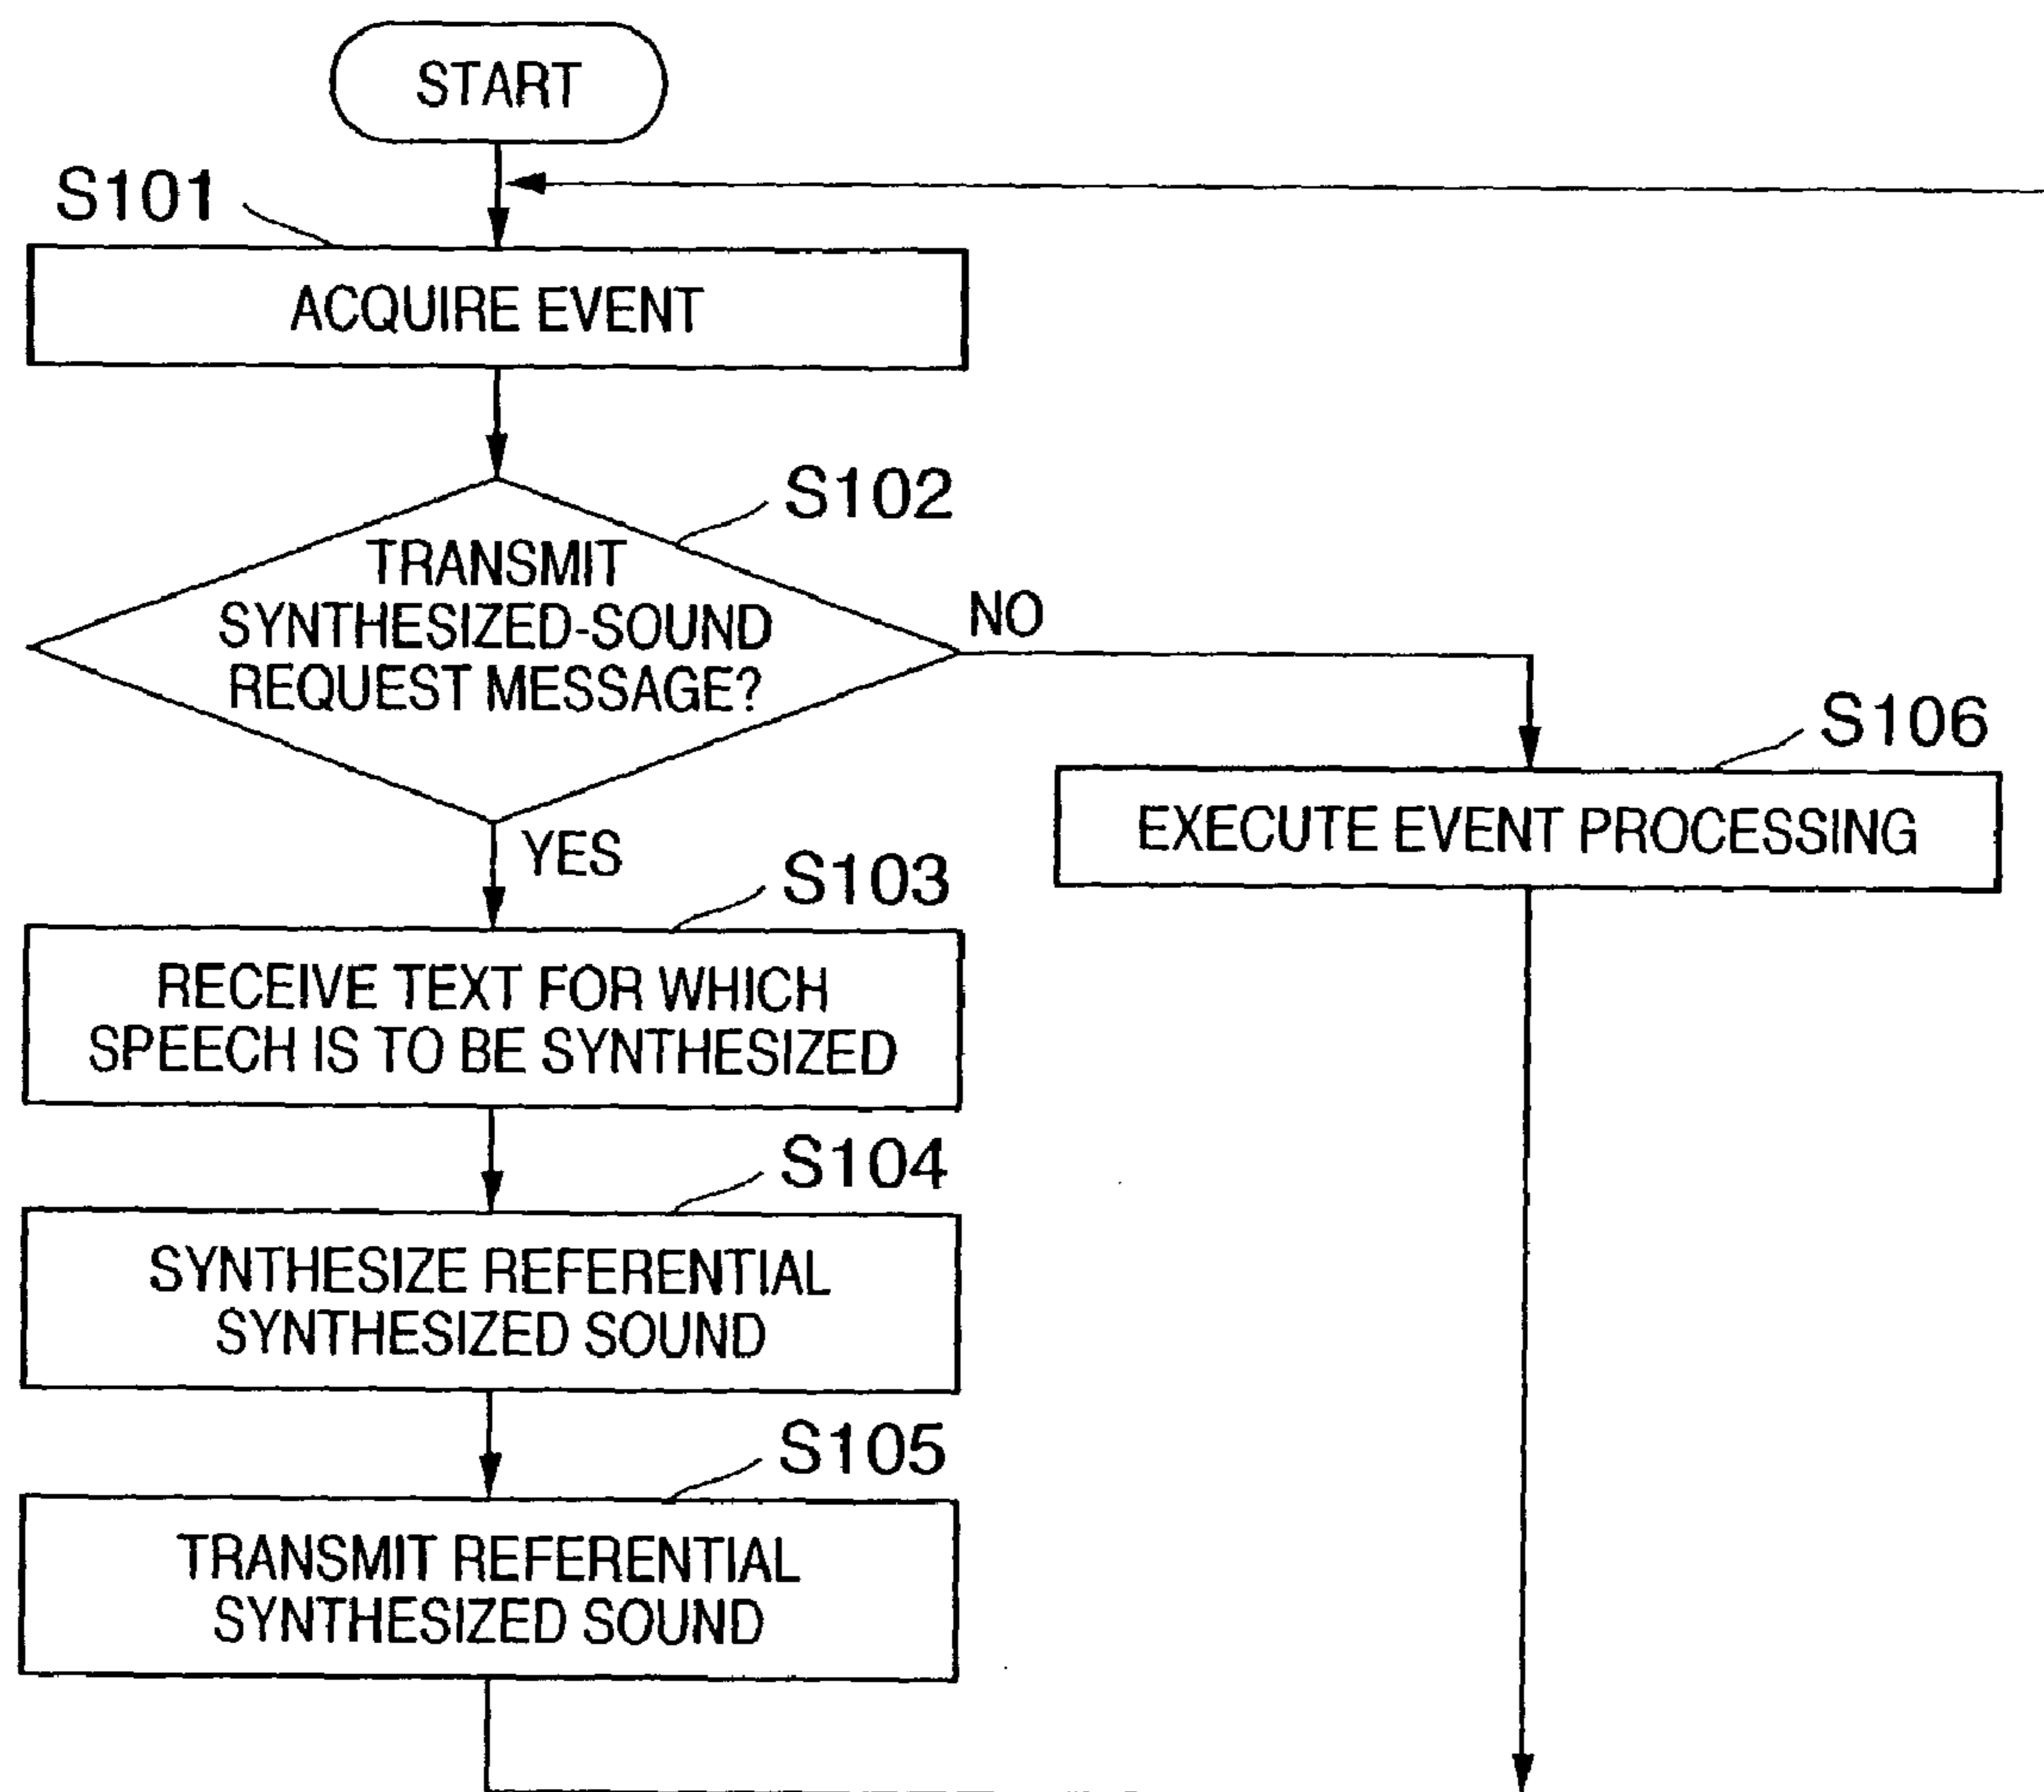 START
S101
ACQUIRE EVENT
S102
TRANSMIT
SYNTHESIZED-SOUND
REQUEST MESSAGE?
NO
YES
S106
EXECUTE EVENT PROCESSING
S103
RECEIVE TEXT FOR WHICH
SPEECH IS TO BE SYNTHESIZED
S104
SYNTHESIZE REFERENTIAL
SYNTHESIZED SOUND
S105
TRANSMIT REFERENTIAL
SYNTHESIZED SOUND